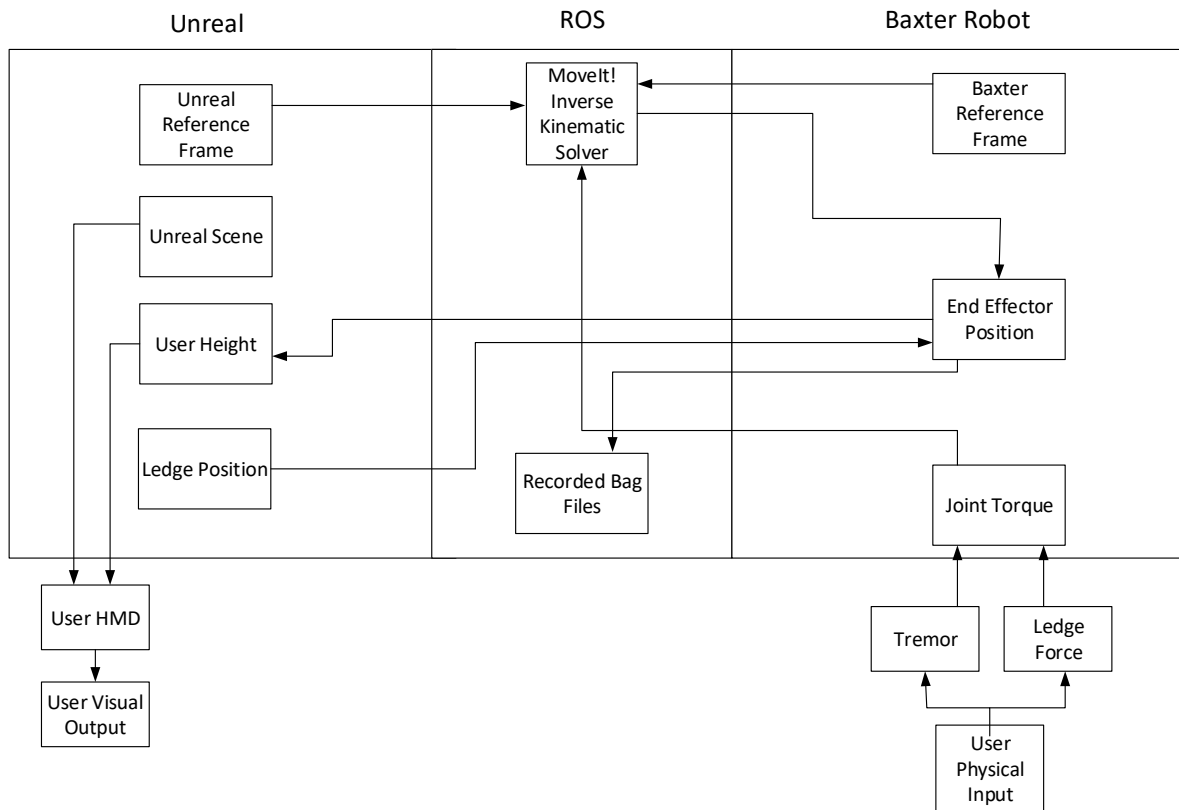 Unreal
ROS
Baxter Robot
Unreal
Reference
Frame
MoveIt!
Inverse
Kinematic
Solver
Baxter
Reference
Frame
Unreal Scene
User Height
End Effector
Position
Ledge Position
Recorded Bag
Files
Joint Torque
User HMD
Tremor
Ledge
Force
User Visual
Output
User
Physical
Input